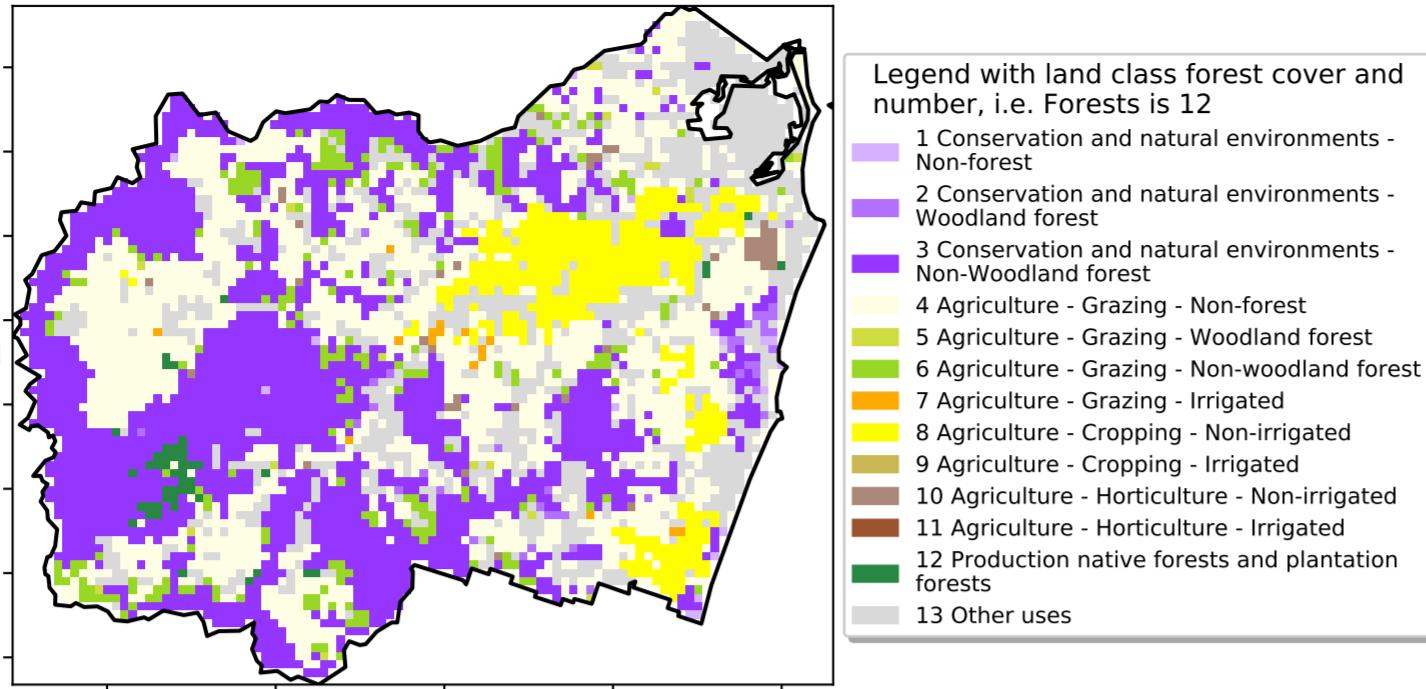 Legend with land class forest cover and
number, i.e. Forests is 12
1 Conservation and natural environments -
Non-forest
2 Conservation and natural environments -
Woodland forest
3 Conservation and natural environments -
Non-Woodland forest
4 Agriculture - Grazing - Non-forest
5 Agriculture - Grazing - Woodland forest
6 Agriculture - Grazing - Non-woodland forest
7 Agriculture - Grazing - Irrigated
8 Agriculture - Cropping - Non-irrigated
9 Agriculture - Cropping - Irrigated
10 Agriculture - Horticulture - Non-irrigated
11 Agriculture - Horticulture - Irrigated
12 Production native forests and plantation
forests
13 Other uses